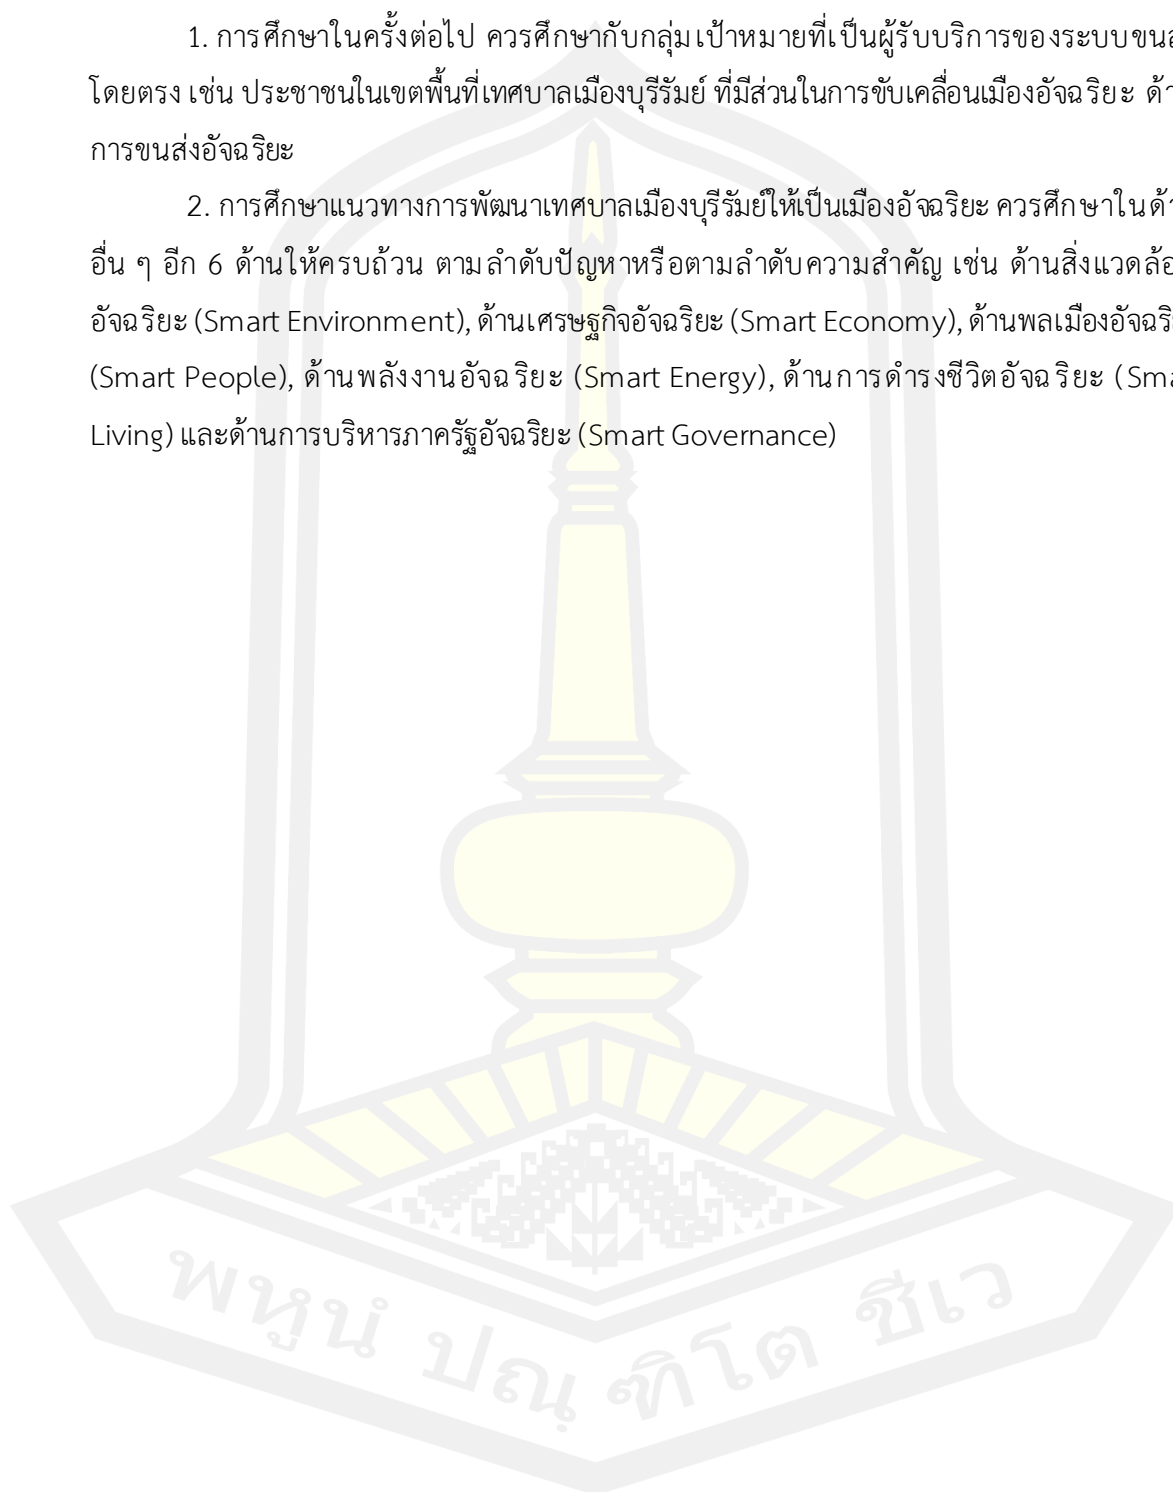 1. การศึกษาในครั้งต่อไป ควรศึกษากับกลุ่มเป้าหมายที่เป็นผู้รับบริการของระบบ
โดยตรง เช่น ประชาชนในเขตพื้นที่เทศบาลเมืองบุรีรัมย์ ที่มีส่วนในการขับเคลื่อนเมืองอัจฉริยะ
การขนส่งอัจฉริยะ
2. การศึกษาแนวทางการพัฒนาเทศบาลเมืองบุรีรัมย์ให้เป็นเมืองอัจฉริยะ ควรศึกษาใน
อื่น ๆ อีก 6 ด้านให้ครบถ้วน ตามลำดับปัญหาหรือตามลำดับความสำคัญ เช่น ด้าน
อัจฉริยะ (Smart Environment), ด้านเศรษฐกิจอัจฉริยะ (Smart Economy), ด้านพลเมือง
(Smart People), ด้านพลังงานอัจฉริยะ (Smart Energy), ด้านการดำรงชีวิตอัจฉริยะ
Living) และด้านการบริหารภาครัฐอัจฉริยะ (Smart Governance)
พหูนํ ปณฺฑิโต ชีเว